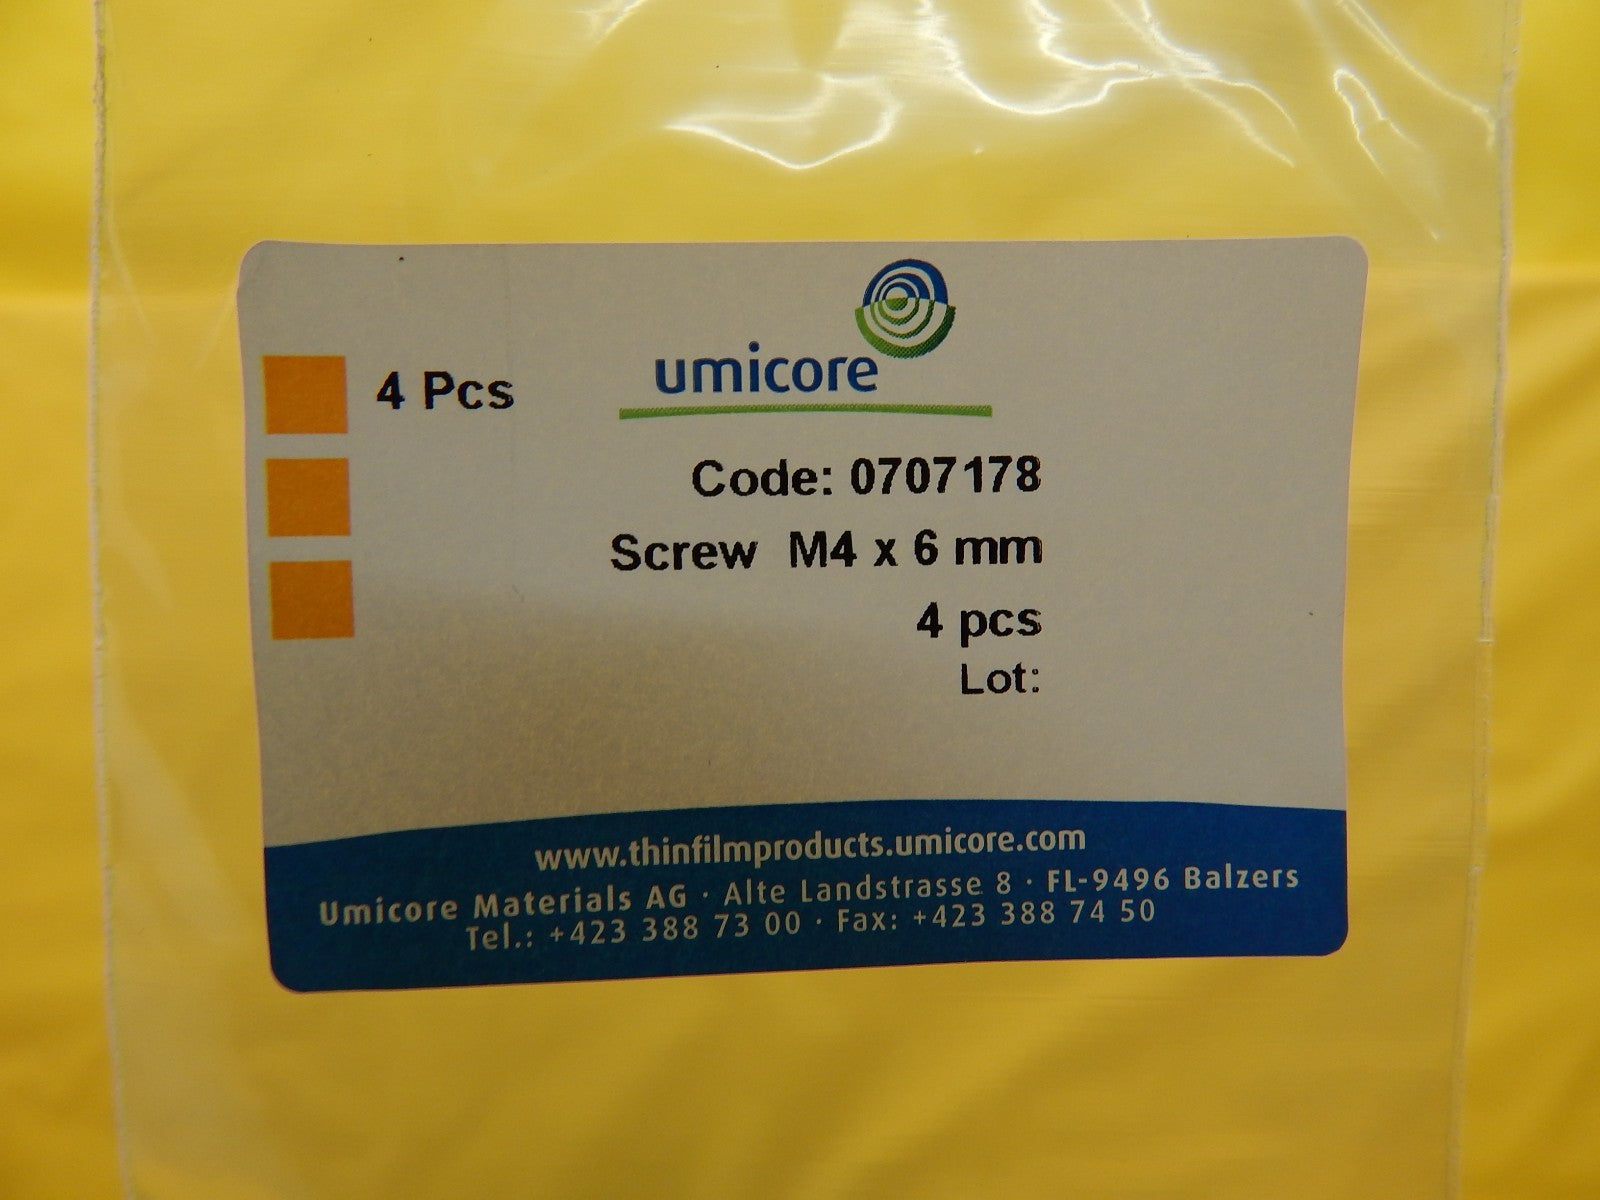 4 Pcs
umicore
Code: 0707178
Screw M4 x 6 mm
4 pcs
Lot:
www.thinfilmproducts.umicore.com
Umicore Materials AG · Alte Landstrasse 8 · FL-9496 Balzers
Tel.: +423 388 73 00 · Fax: +423 388 74 50